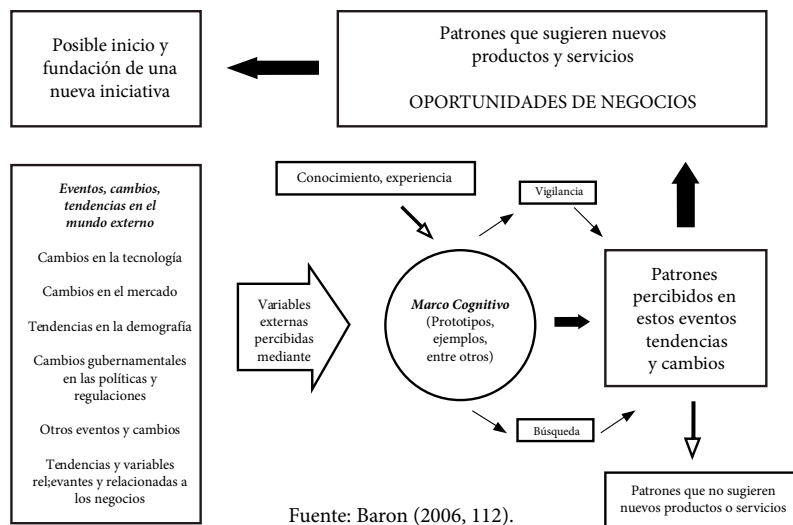 Posible inicio y
fundación de una
nueva iniciativa
Patrones que sugieren nuevos
productos y servicios
OPORTUNIDADES DE NEGOCIOS
Eventos, cambios,
tendencias en el
mundo externo
Cambios en la tecnología
Cambios en el mercado
Tendencias en la demografía
Cambios gubernamentales
en las políticas y
regulaciones
Otros eventos y cambios
Tendencias y variables
rel;evantes y relacionadas a
los negocios
Variables
externas
percibidas
mediante
Conocimiento, experiencia
Marco Cognitivo
(Prototipos,
ejemplos,
entre otros)
Vigilancia
Búsqueda
Patrones
percibidos en
estos eventos
tendencias
y cambios
Patrones que no sugieren
nuevos productos o servicios
Fuente: Baron (2006, 112).